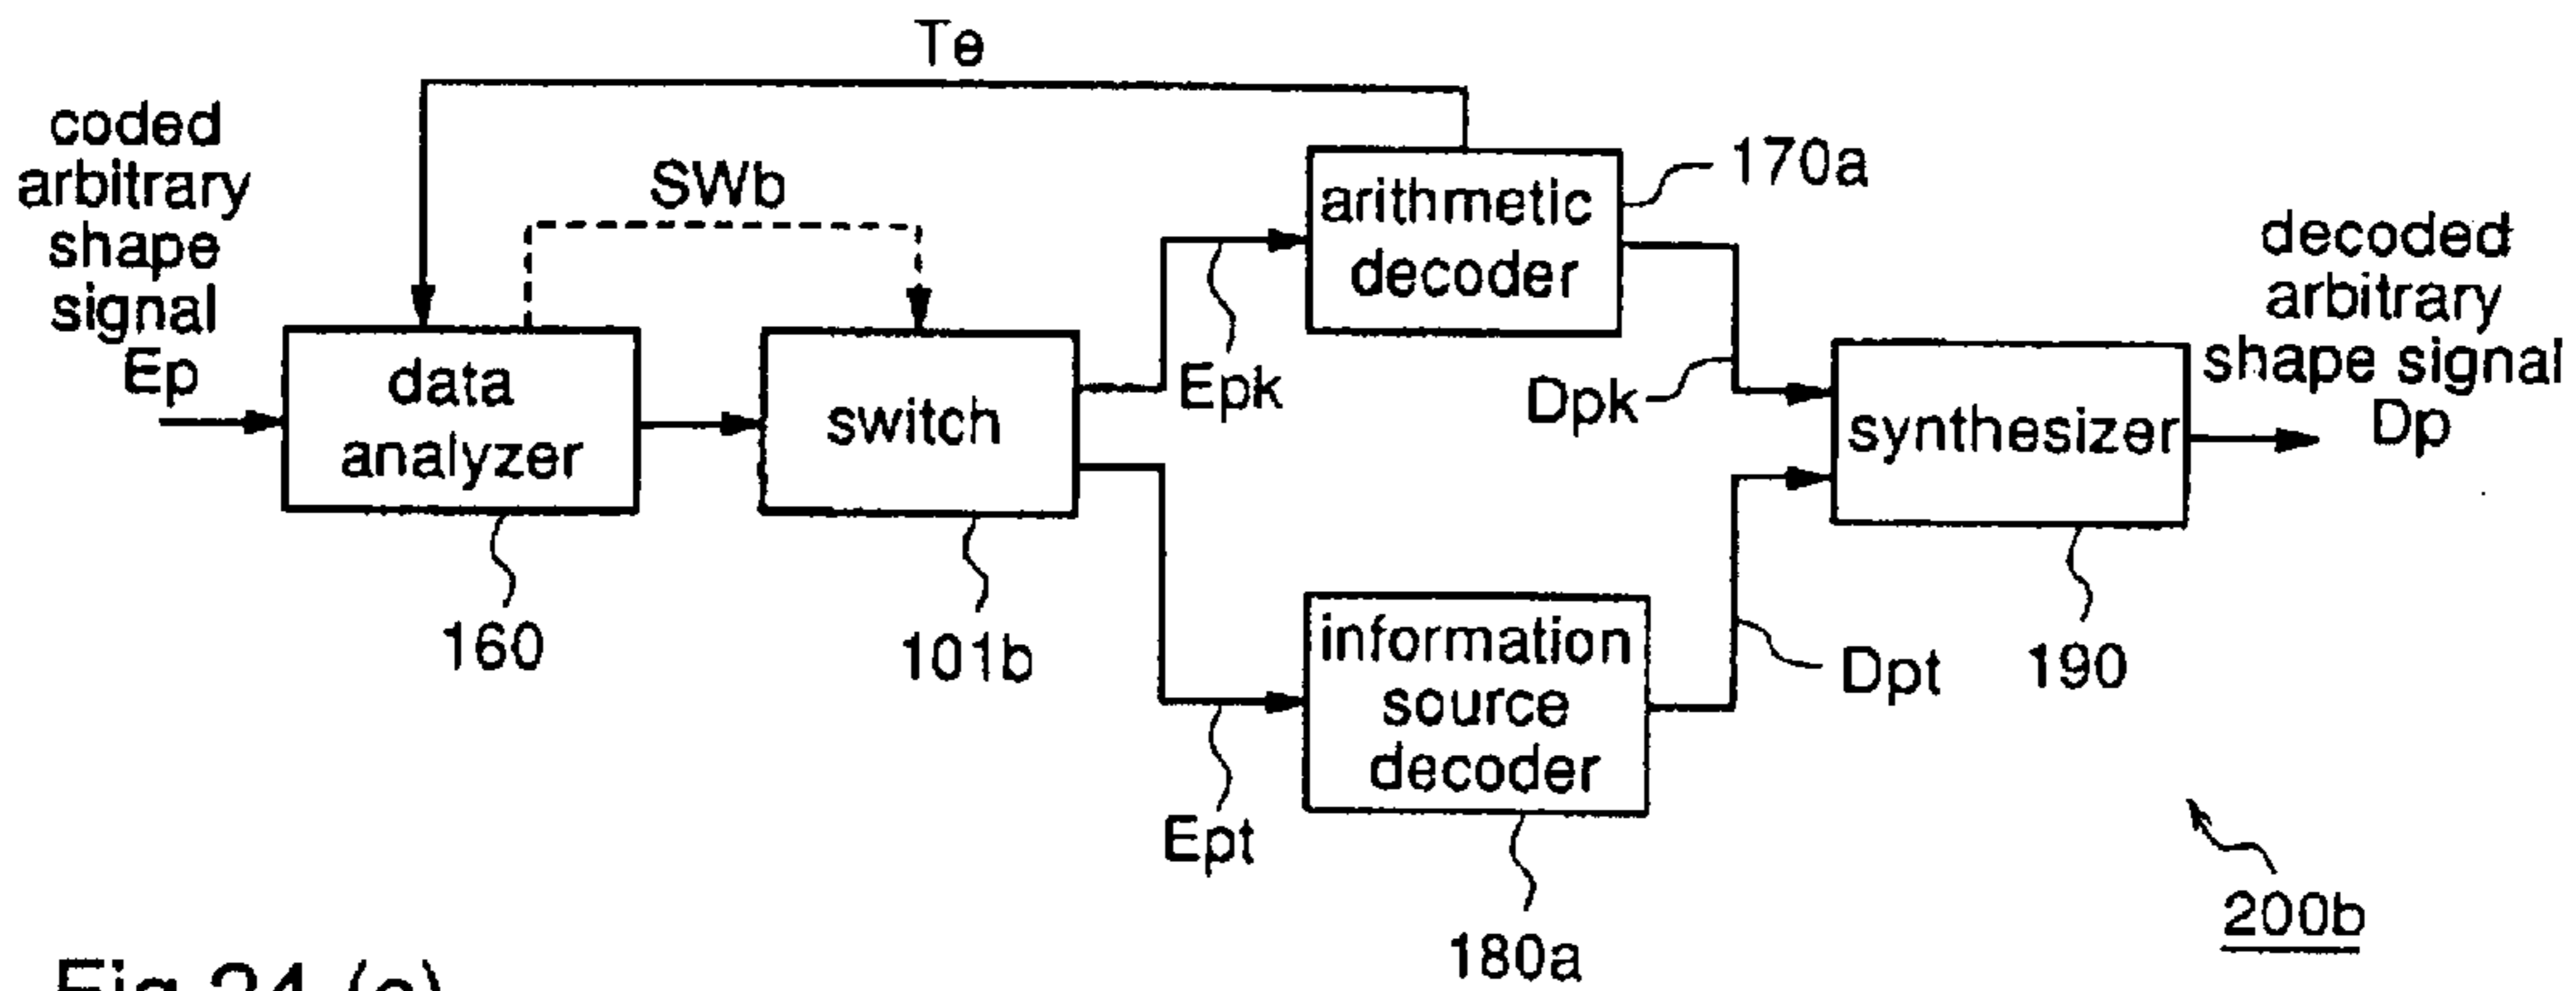 Te
coded
arbitrary
shape
signal
Ep
SWb
data
analyzer
switch
Epk
arithmetic
decoder
170a
Dpk
synthesizer
decoded
arbitrary
shape signal
Dp
160
101b
Ept
information
source
decoder
180a
Dpt
190
200b